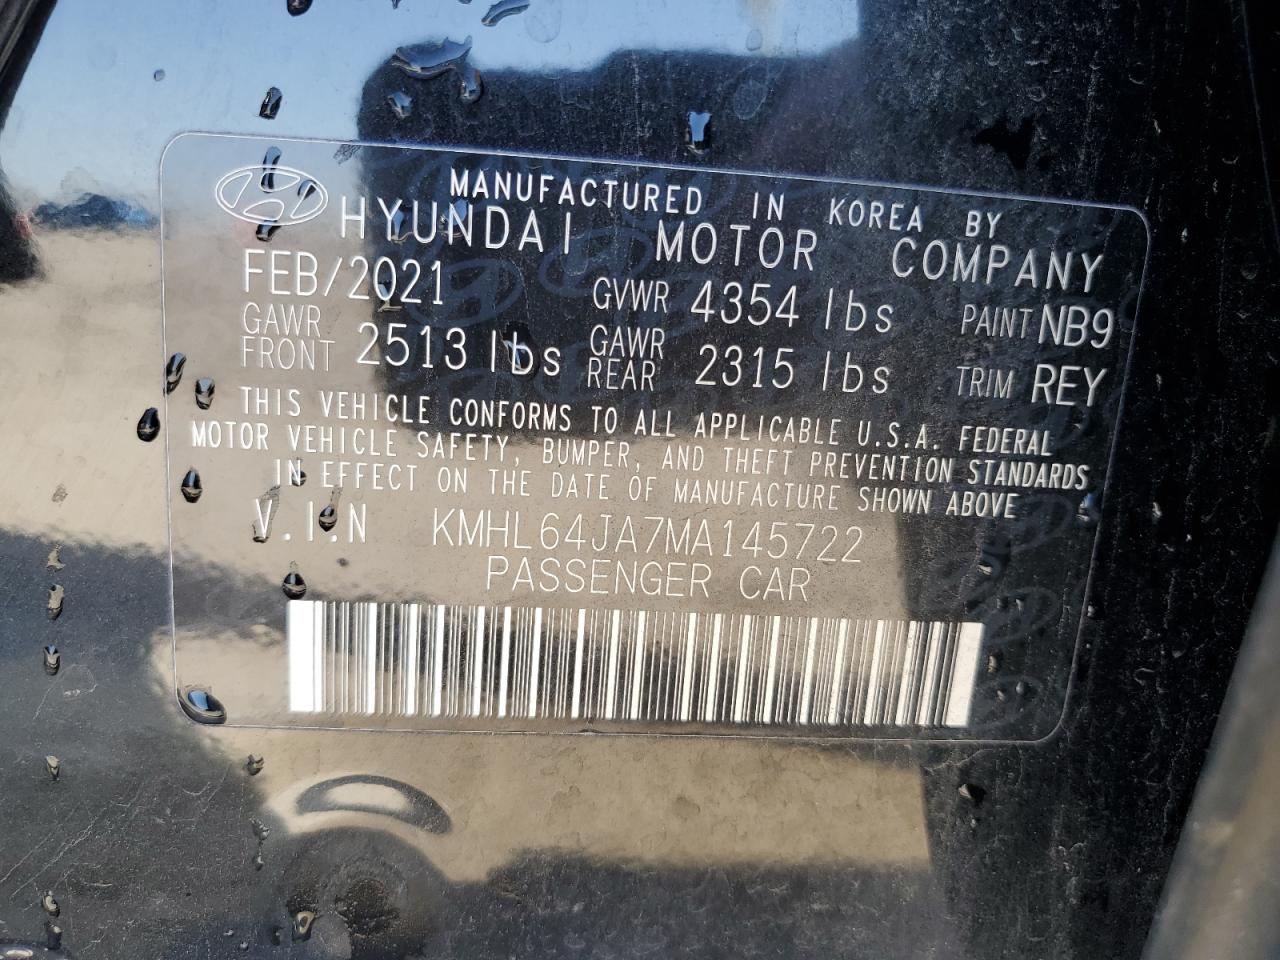 MANUFACTURED IN KOREA BY
HYUNDAI MOTOR COMPANY
FEB/2021 GVWR 4354 lbs PAINT NB9
GAWR FRONT 2513 lbs GAWR REAR 2315 lbs TRIM REY
THIS VEHICLE CONFORMS TO ALL APPLICABLE U.S.A. FEDERAL
MOTOR VEHICLE SAFETY, BUMPER, AND THEFT PREVENTION STANDARDS
IN EFFECT ON THE DATE OF MANUFACTURE SHOWN ABOVE
V.I.N KMHL64JA7MA145722
PASSENGER CAR